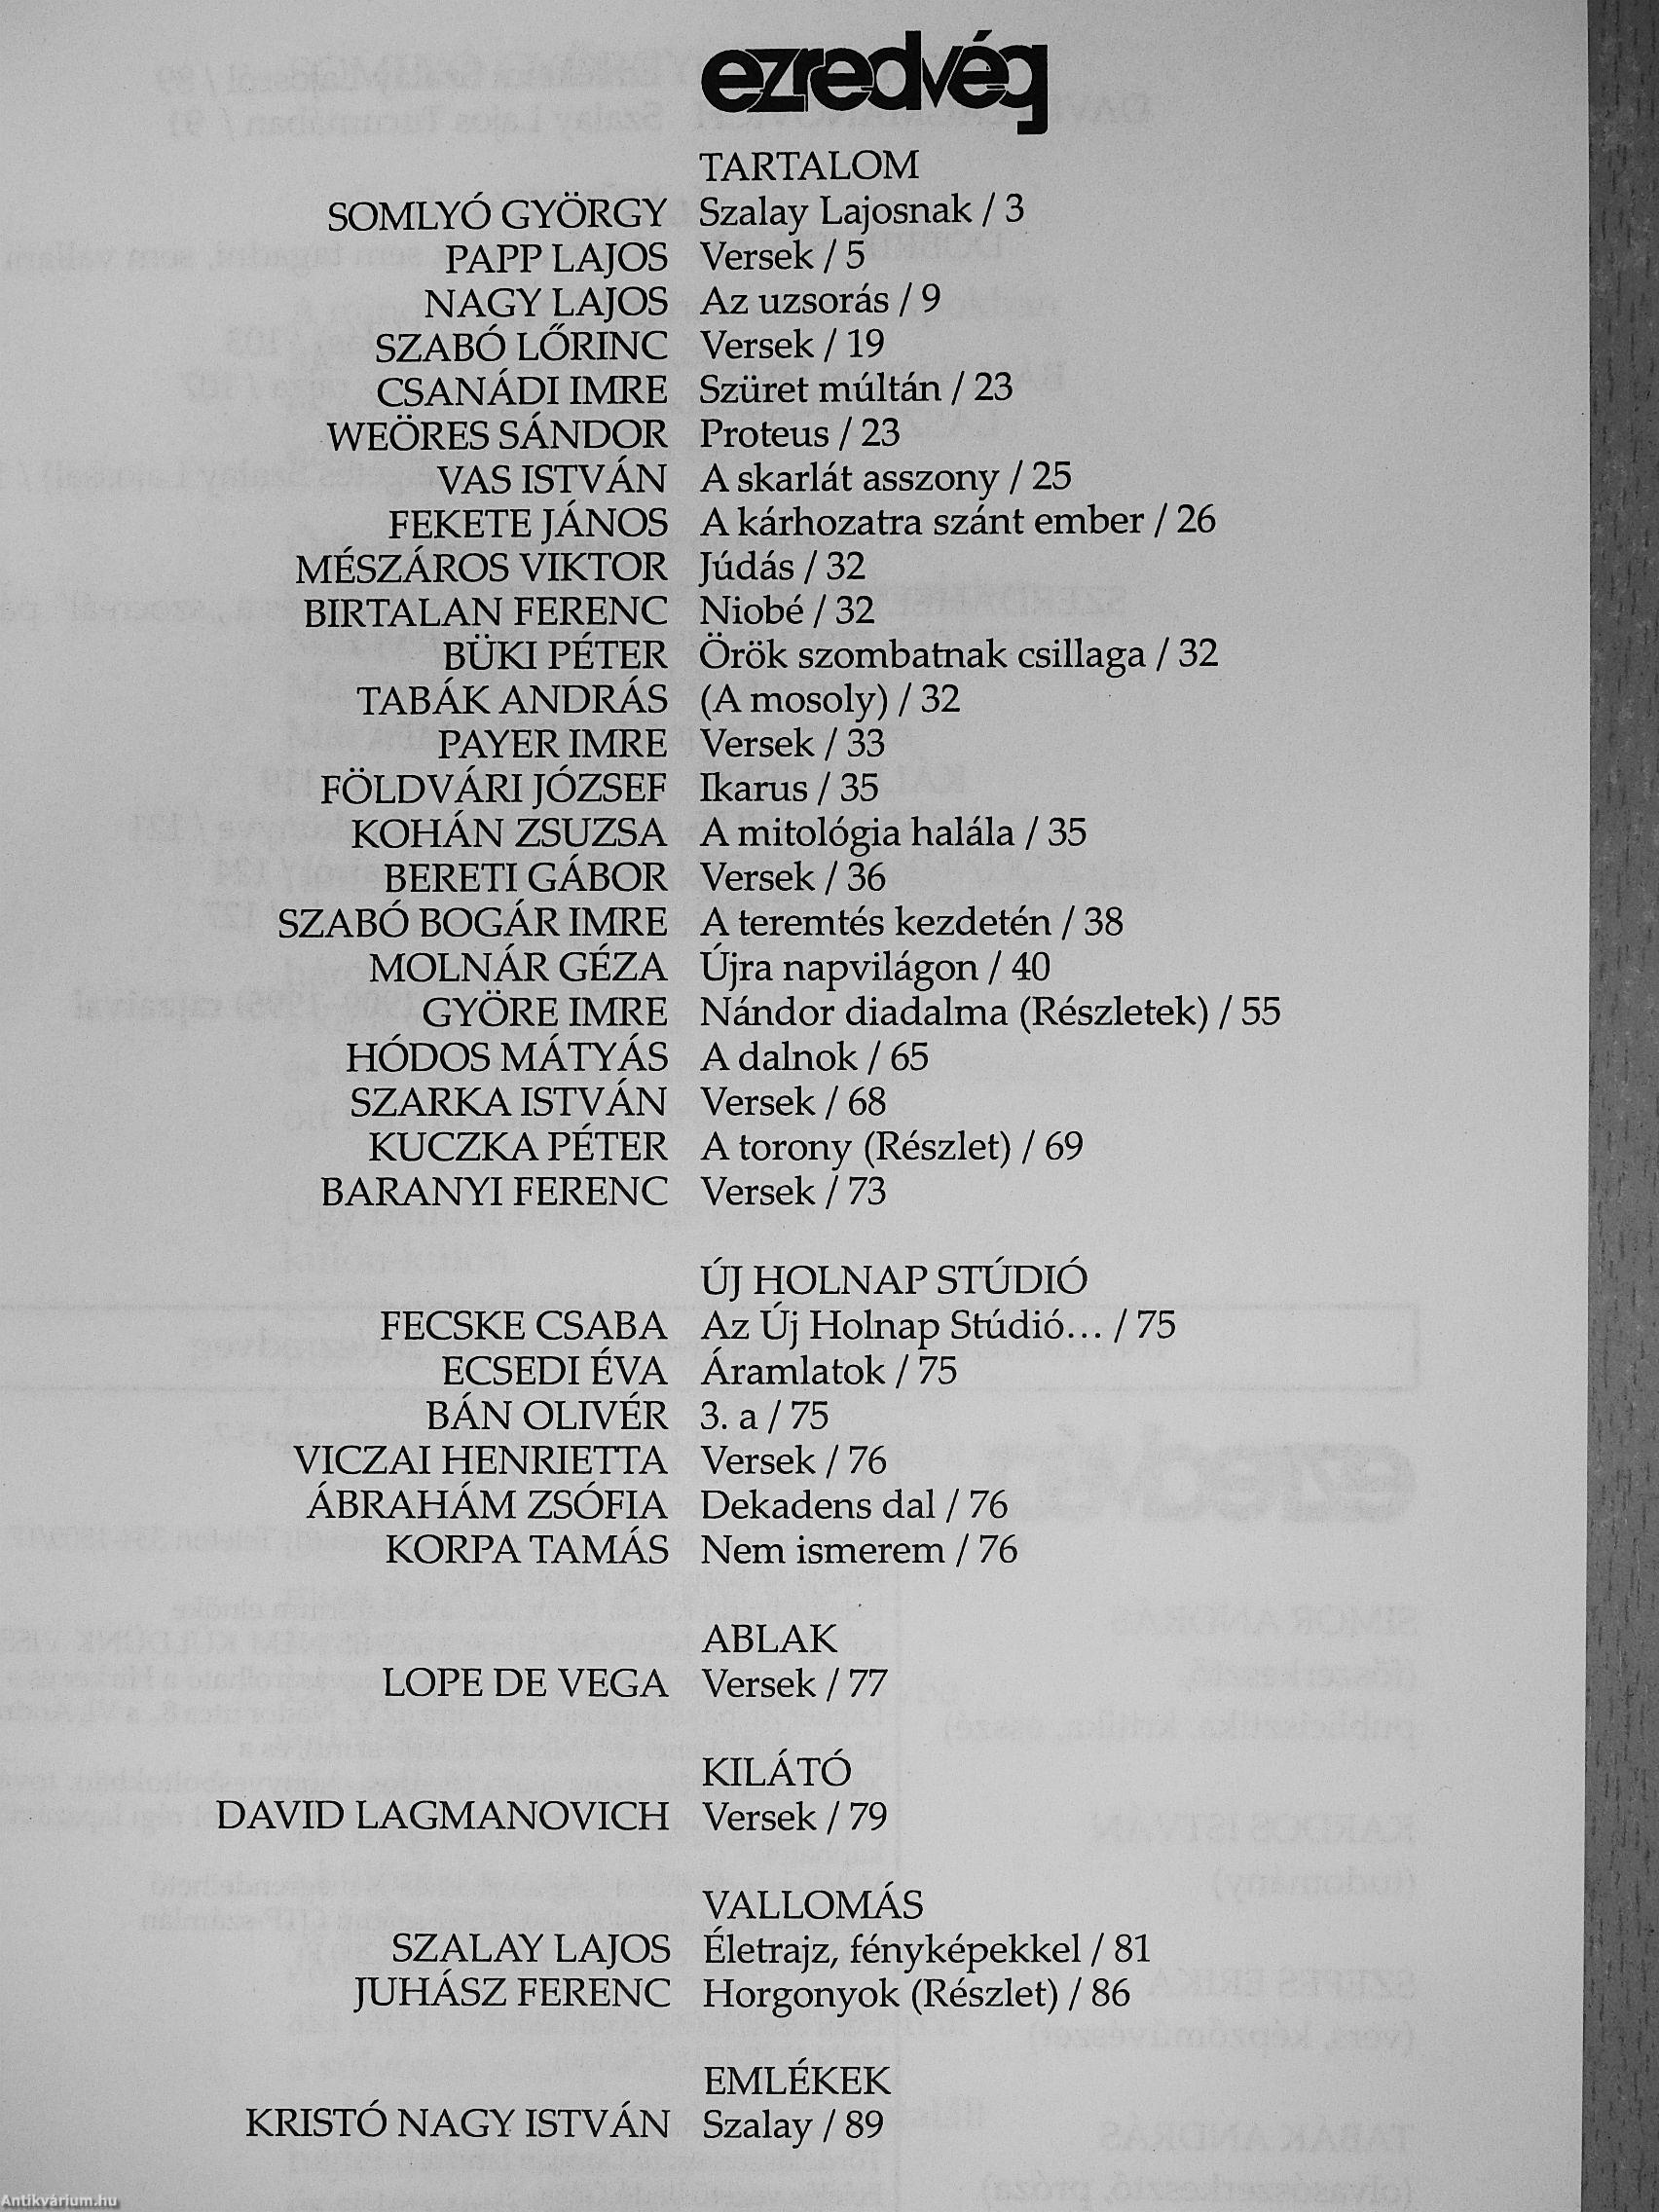 ezredvég
TARTALOM
SOMLYÓ GYÖRGY Szalay Lajosnak / 3
PAPP LAJOS Versek / 5
NAGY LAJOS Az uzsorás / 9
SZABÓ LŐRINC Versek / 19
CSANÁDI IMRE Szüret múltán / 23
WEÖRES SÁNDOR Proteus / 23
VAS ISTVÁN A skarlát asszony / 25
FEKETE JÁNOS A kárhozatra szánt ember / 26
MÉSZÁROS VIKTOR Júdás / 32
BIRTALAN FERENC Niobé / 32
BÜKI PÉTER Örök szombatnak csillaga / 32
TABÁK ANDRÁS (A mosoly) / 32
PAYER IMRE Versek / 33
FÖLDVÁRI JÓZSEF Ikarus / 35
KOHÁN ZSUZSA A mitológia halála / 35
BERETI GÁBOR Versek / 36
SZABÓ BOGÁR IMRE A teremtés kezdetén / 38
MOLNÁR GÉZA Újra napvilágon / 40
GYÖRE IMRE Nándor diadalma (Részletek) / 55
HÓDOS MÁTYÁS A dalnok / 65
SZARKA ISTVÁN Versek / 68
KUCZKA PÉTER A torony (Részlet) / 69
BARANYI FERENC Versek / 73
ÚJ HOLNAP STÚDIÓ
FECSKE CSABA Az Új Holnap Stúdió… / 75
ECSEDI ÉVA Áramlatok / 75
BÁN OLIVÉR 3. a / 75
VICZAI HENRIETTA Versek / 76
ÁBRAHÁM ZSÓFIA Dekadens dal / 76
KORPA TAMÁS Nem ismerem / 76
ABLAK
LOPE DE VEGA Versek / 77
KILÁTÓ
DAVID LAGMANOVICH Versek / 79
VALLOMÁS
SZALAY LAJOS Életrajz, fényképekkel / 81
JUHÁSZ FERENC Horgonyok (Részlet) / 86
EMLÉKEK
KRISTÓ NAGY ISTVÁN Szalay / 89
Antikvárium.hu